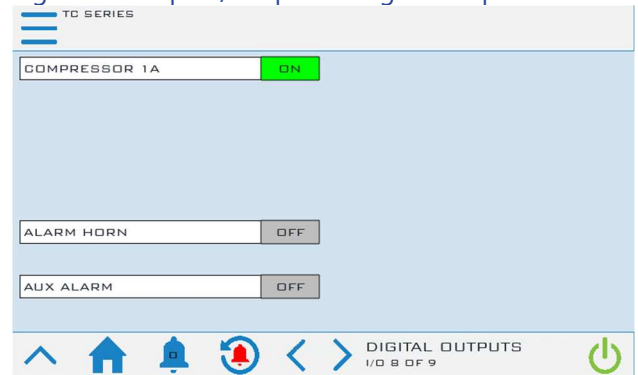 TC SERIES
COMPRESSOR 1A ON
ALARM HORN OFF
AUX ALARM OFF
0
DIGITAL OUTPUTS
I/O 8 OF 9